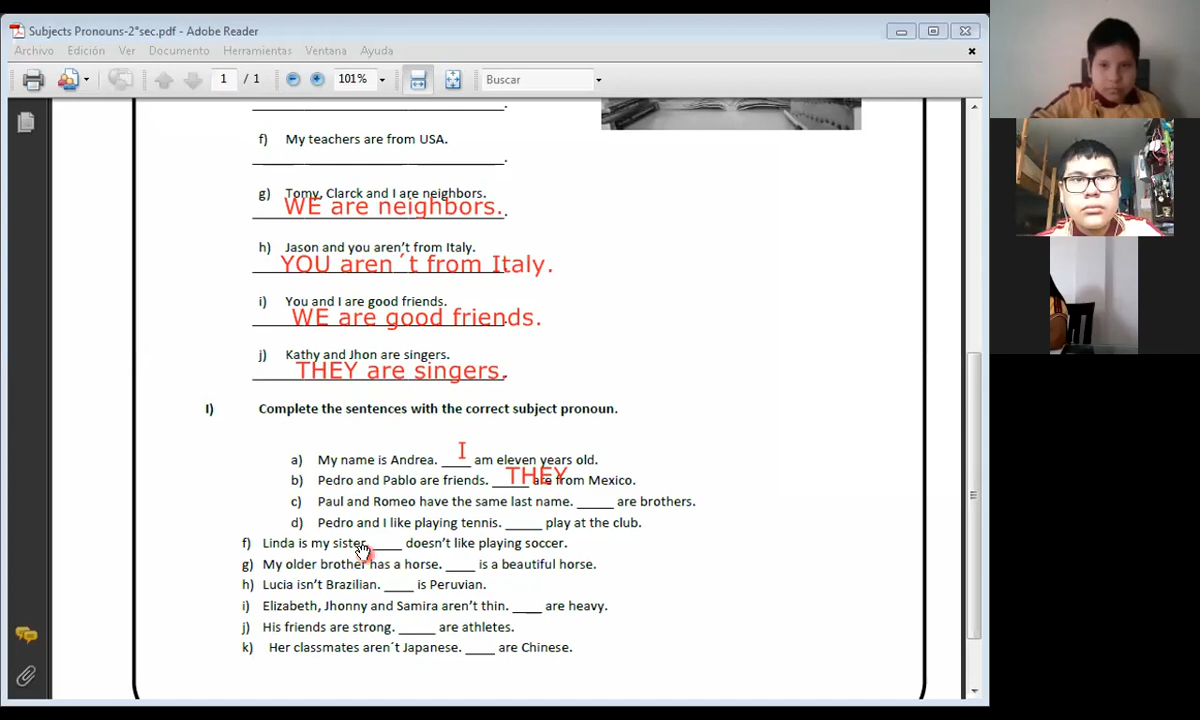 Subjects Pronouns-2°sec.pdf - Adobe Reader
Archivo Edición Ver Documento Herramientas Ventana Ayuda
1 / 1 101% Buscar
f) My teachers are from USA.
g) Tomy, Clarck and I are neighbors.
WE are neighbors.
h) Jason and you aren't from Italy.
YOU aren´t from Italy.
i) You and I are good friends.
WE are good friends.
j) Kathy and Jhon are singers.
THEY are singers.
I) Complete the sentences with the correct subject pronoun.
I
a) My name is Andrea. ____ am eleven years old.
THEY
b) Pedro and Pablo are friends. _____ are from Mexico.
c) Paul and Romeo have the same last name. _____ are brothers.
d) Pedro and I like playing tennis. _____ play at the club.
f) Linda is my sister. ____ doesn't like playing soccer.
g) My older brother has a horse. ____ is a beautiful horse.
h) Lucia isn't Brazilian. ____ is Peruvian.
i) Elizabeth, Jhonny and Samira aren't thin. ____ are heavy.
j) His friends are strong. _____ are athletes.
k) Her classmates aren´t Japanese. ____ are Chinese.